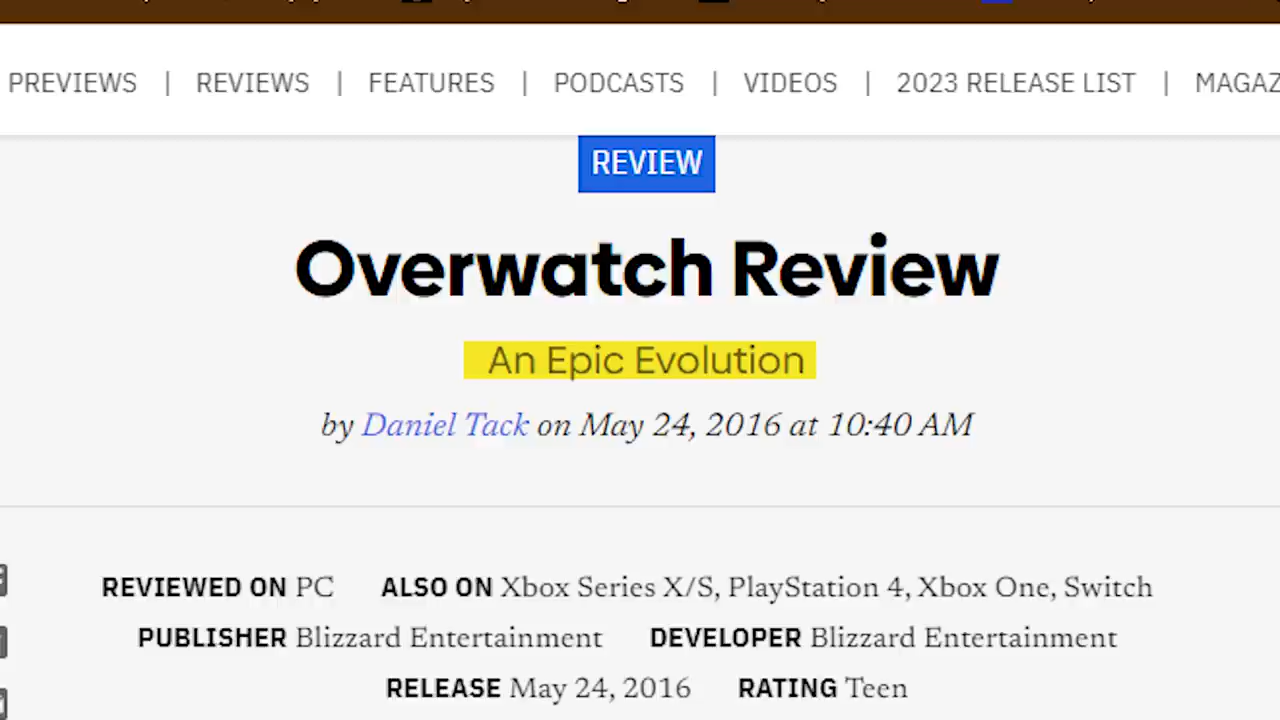 PREVIEWS | REVIEWS | FEATURES | PODCASTS | VIDEOS | 2023 RELEASE LIST | MAGAZ
REVIEW
Overwatch Review
An Epic Evolution
by Daniel Tack on May 24, 2016 at 10:40 AM
REVIEWED ON PC ALSO ON Xbox Series X/S, PlayStation 4, Xbox One, Switch
PUBLISHER Blizzard Entertainment DEVELOPER Blizzard Entertainment
RELEASE May 24, 2016 RATING Teen